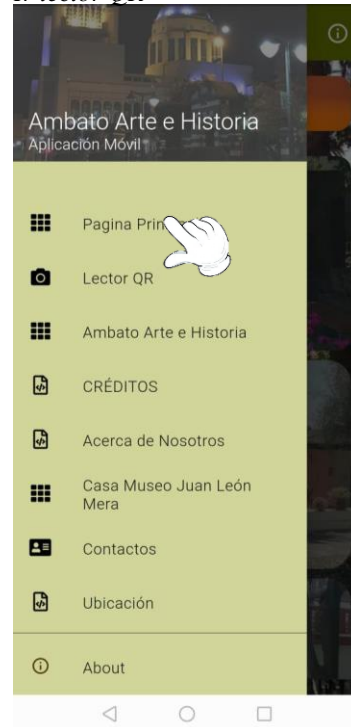 Ambato Arte e Historia
Aplicación Móvil
Pagina Prin
Lector QR
Ambato Arte e Historia
CRÉDITOS
Acerca de Nosotros
Casa Museo Juan León
Mera
Contactos
Ubicación
About